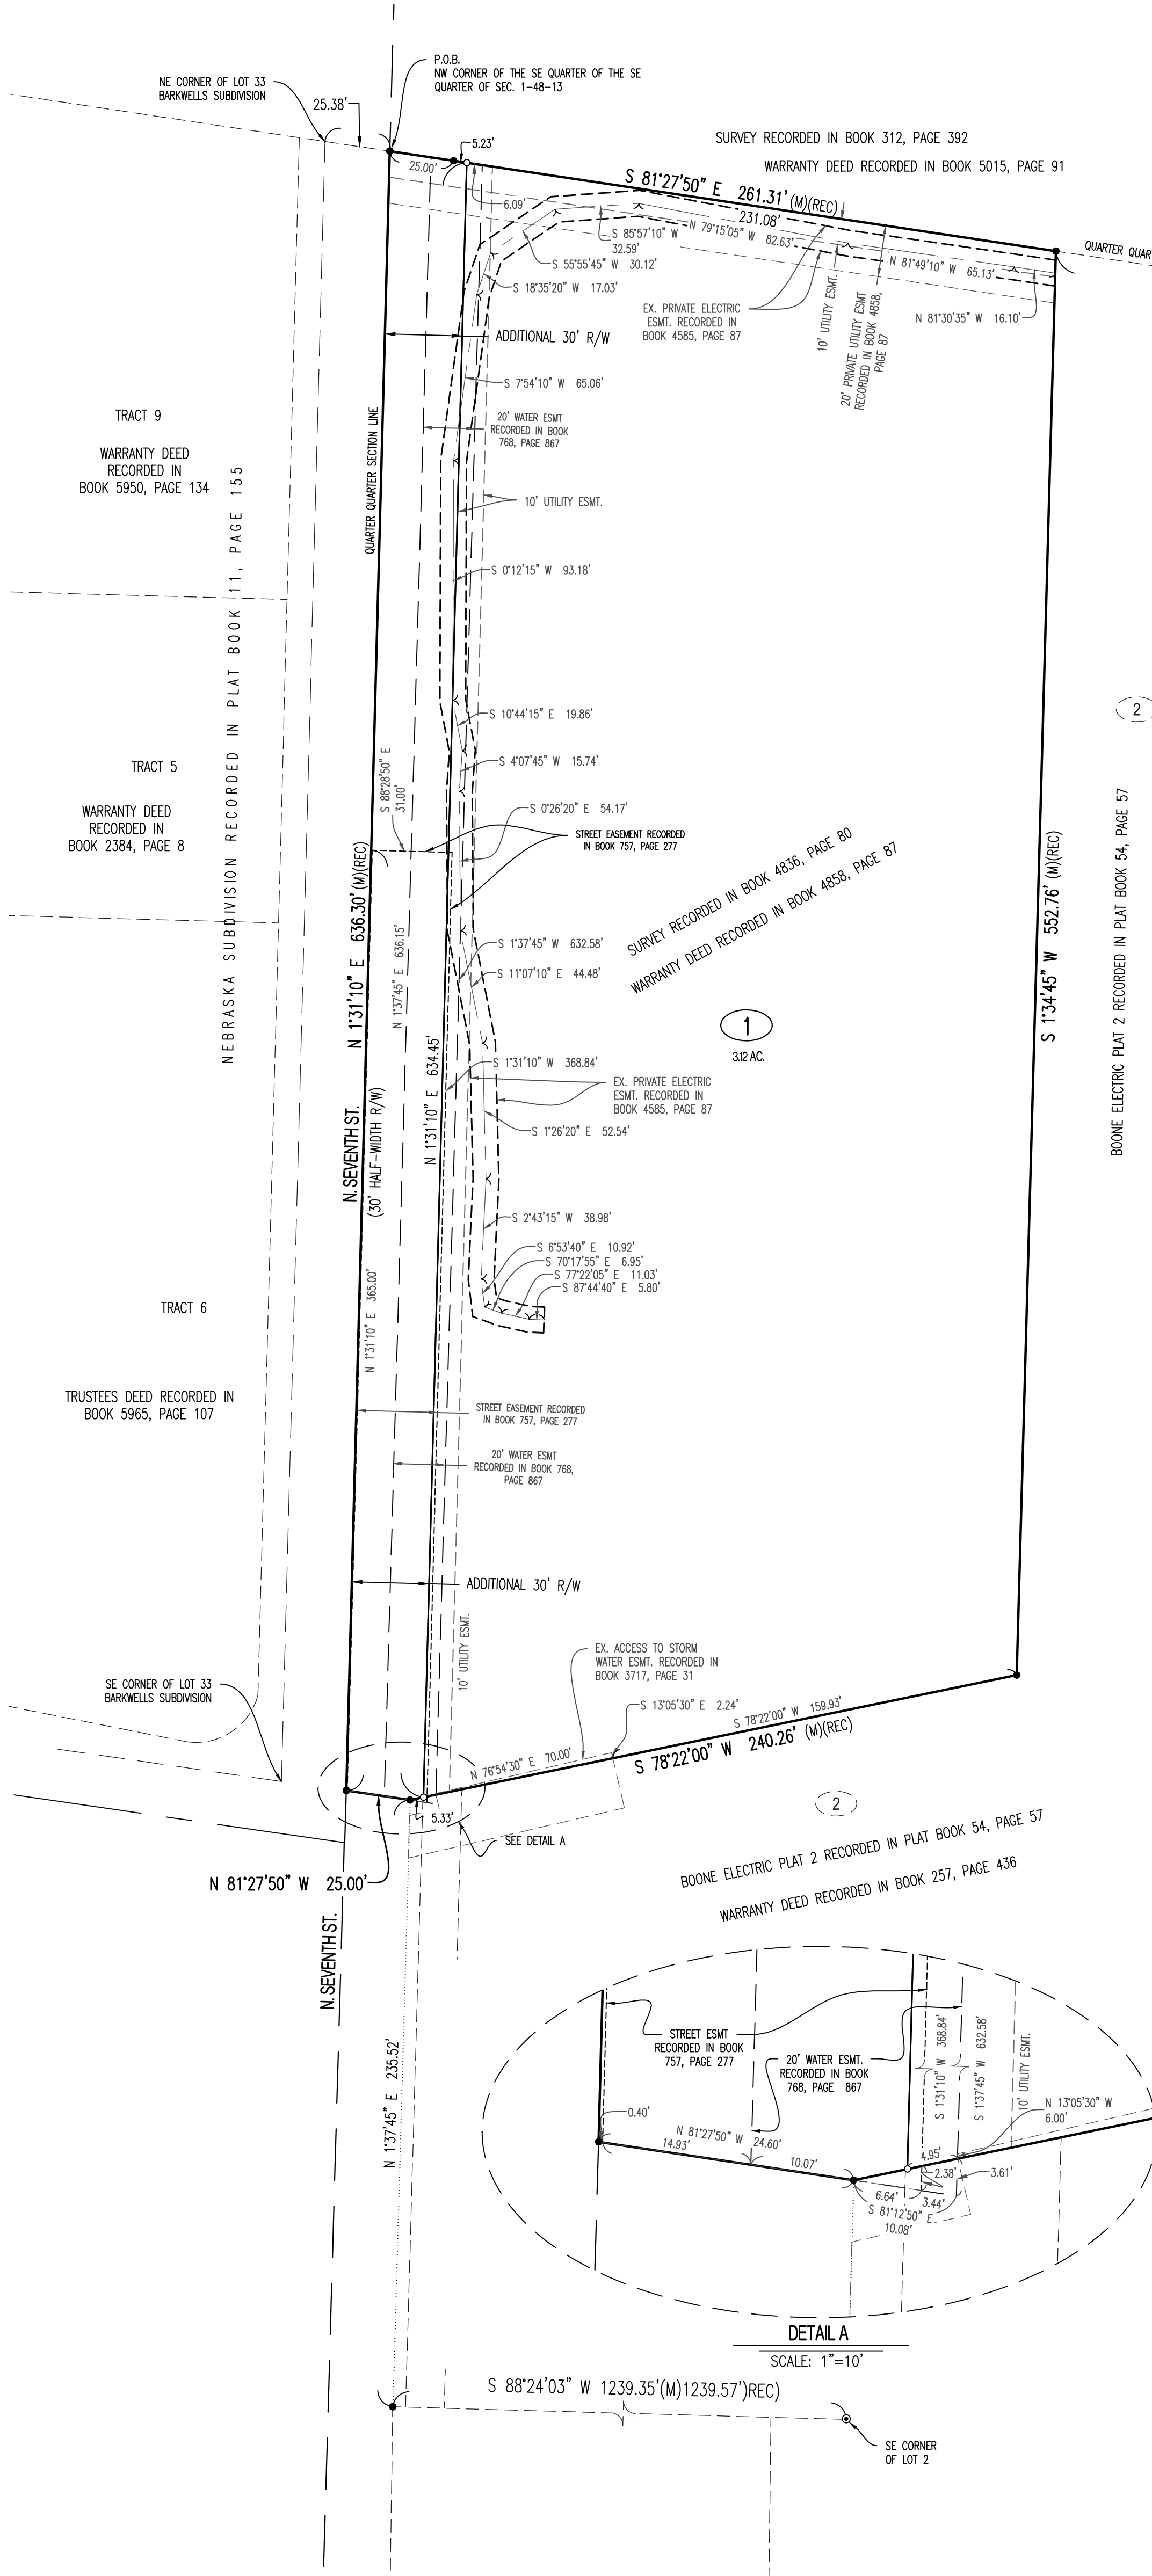 P.O.B.
NW CORNER OF THE SE QUARTER OF THE SE
QUARTER OF SEC. 1-48-13
NE CORNER OF LOT 33
BARKWELLS SUBDIVISION
25.38'
5.23'
25.00'
6.09'
SURVEY RECORDED IN BOOK 312, PAGE 392
WARRANTY DEED RECORDED IN BOOK 5015, PAGE 91
S 81°27'50" E 261.31' (M)(REC)
231.08'
QUARTER QUAR
S 85°57'10" W
32.59'
N 79°15'05" W 82.63'
N 81°49'10" W 65.13'
N 81°30'35" W 16.10'
S 55°55'45" W 30.12'
S 18°35'20" W 17.03'
EX. PRIVATE ELECTRIC
ESMT. RECORDED IN
BOOK 4585, PAGE 87
10' UTILITY ESMT.
20' PRIVATE UTILITY ESMT
RECORDED IN BOOK 4858,
PAGE 87
ADDITIONAL 30' R/W
S 7°54'10" W 65.06'
20' WATER ESMT
RECORDED IN BOOK
768, PAGE 867
QUARTER QUARTER SECTION LINE
10' UTILITY ESMT.
S 0°12'15" W 93.18'
TRACT 9
WARRANTY DEED
RECORDED IN
BOOK 5950, PAGE 134
NEBRASKA SUBDIVISION RECORDED IN PLAT BOOK 11, PAGE 155
TRACT 5
WARRANTY DEED
RECORDED IN
BOOK 2384, PAGE 8
S 10°44'15" E 19.86'
S 4°07'45" W 15.74'
S 88°28'50" E
31.00'
S 0°26'20" E 54.17'
STREET EASEMENT RECORDED
IN BOOK 757, PAGE 277
SURVEY RECORDED IN BOOK 4836, PAGE 80
WARRANTY DEED RECORDED IN BOOK 4858, PAGE 87
2
BOONE ELECTRIC PLAT 2 RECORDED IN PLAT BOOK 54, PAGE 57
S 1°34'45" W 552.76' (M)(REC)
N 1°31'10" E 636.30' (M)(REC)
N 1°37'45" E 636.15'
S 1°37'45" W 632.58'
S 11°07'10" E 44.48'
1
3.12 AC.
N 1°31'10" E 634.45'
S 1°31'10" W 368.84'
EX. PRIVATE ELECTRIC
ESMT. RECORDED IN
BOOK 4585, PAGE 87
N. SEVENTH ST.
(30' HALF-WIDTH R/W)
S 1°26'20" E 52.54'
S 2°43'15" W 38.98'
S 6°53'40" E 10.92'
S 70°17'55" E 6.95'
S 77°22'05" E 11.03'
S 87°44'40" E 5.80'
N 1°31'10" E 365.00'
TRACT 6
TRUSTEES DEED RECORDED IN
BOOK 5965, PAGE 107
STREET EASEMENT RECORDED
IN BOOK 757, PAGE 277
20' WATER ESMT
RECORDED IN BOOK 768,
PAGE 867
ADDITIONAL 30' R/W
10' UTILITY ESMT.
EX. ACCESS TO STORM
WATER ESMT. RECORDED IN
BOOK 3717, PAGE 31
SE CORNER OF LOT 33
BARKWELLS SUBDIVISION
S 13°05'30" E 2.24'
S 78°22'00" W 159.93'
N 76°54'30" E 70.00'
S 78°22'00" W 240.26' (M)(REC)
5.33'
SEE DETAIL A
2
N 81°27'50" W 25.00'
BOONE ELECTRIC PLAT 2 RECORDED IN PLAT BOOK 54, PAGE 57
WARRANTY DEED RECORDED IN BOOK 257, PAGE 436
N. SEVENTH ST.
N 1°37'45" E 235.52'
STREET ESMT
RECORDED IN BOOK
757, PAGE 277
20' WATER ESMT.
RECORDED IN BOOK
768, PAGE 867
S 1°31'10" W 368.84'
S 1°37'45" W 632.58'
10' UTILITY ESMT.
N 13°05'30" W
6.00'
0.40'
N 81°27'50" W 24.60'
14.93'
10.07'
4.95'
2.38'
3.61'
6.64'
3.44'
S 81°12'50" E
10.08'
DETAIL A
SCALE: 1"=10'
S 88°24'03" W 1239.35'(M)1239.57')REC)
SE CORNER
OF LOT 2